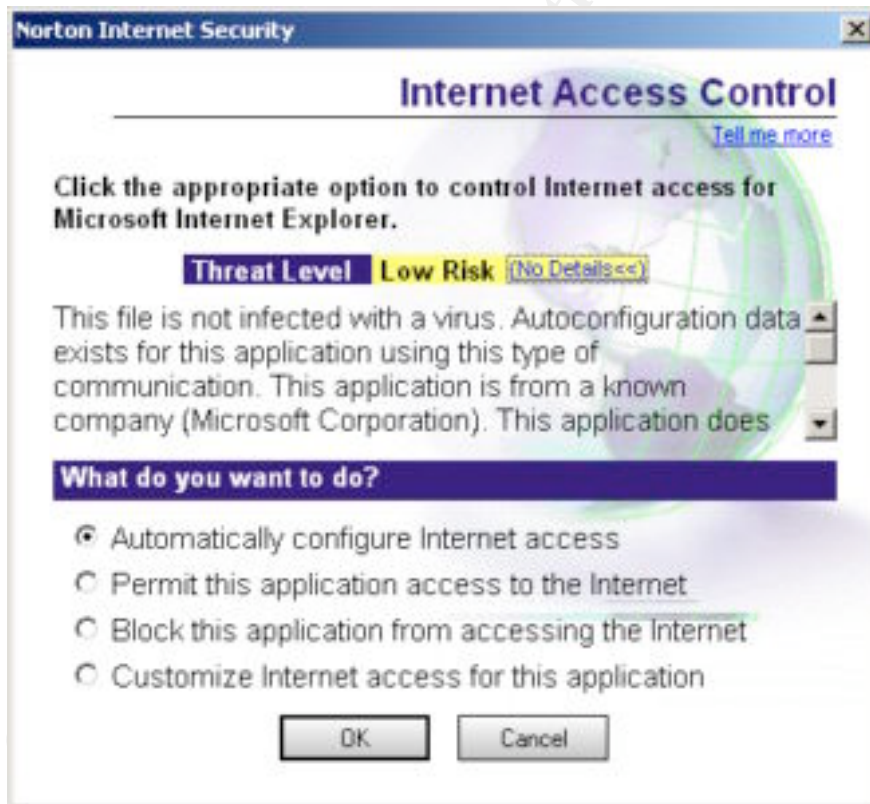 Norton Internet Security
Internet Access Control
Tell me more
Click the appropriate option to control Internet access for
Microsoft Internet Explorer.
Threat Level Low Risk (No Details<<)
This file is not infected with a virus. Autoconfiguration data
exists for this application using this type of
communication. This application is from a known
company (Microsoft Corporation). This application does
What do you want to do?
Automatically configure Internet access
Permit this application access to the Internet
Block this application from accessing the Internet
Customize Internet access for this application
OK Cancel